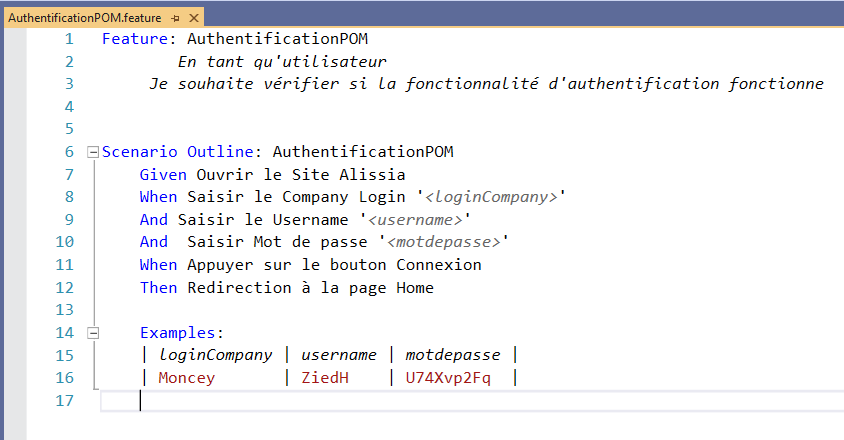 AuthentificationPOM.feature
1 Feature: AuthentificationPOM
2 En tant qu'utilisateur
3 Je souhaite vérifier si la fonctionnalité d'authentification fonctionne
4
5
6 Scenario Outline: AuthentificationPOM
7 Given Ouvrir le Site Alissia
8 When Saisir le Company Login '<loginCompany>'
9 And Saisir le Username '<username>'
10 And  Saisir Mot de passe '<motdepasse>'
11 When Appuyer sur le bouton Connexion
12 Then Redirection à la page Home
13
14 Examples:
15 | loginCompany | username | motdepasse |
16 | Moncey       | ZiedH    | U74Xvp2Fq  |
17